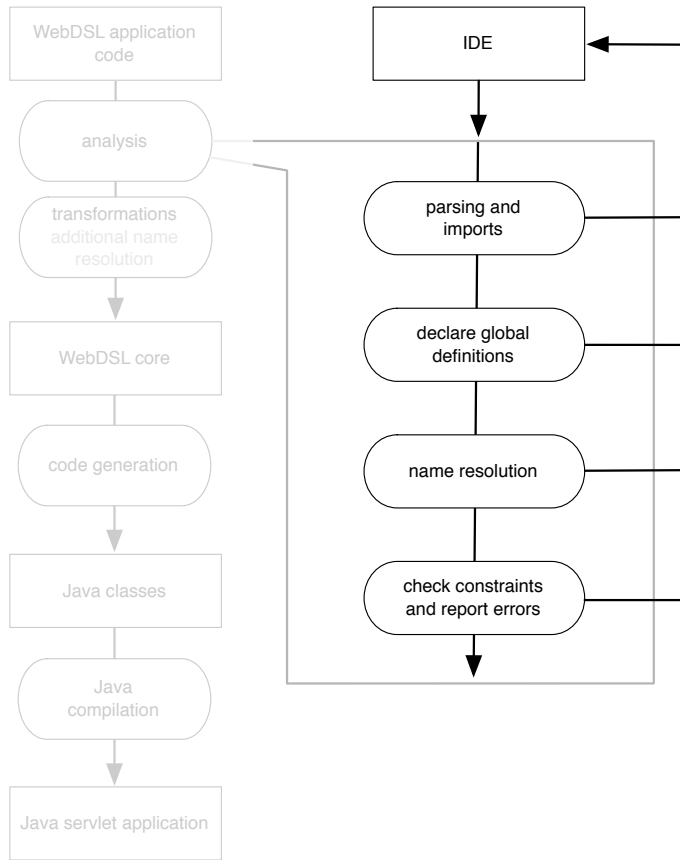 WebDSL application
code
analysis
transformations
additional name
resolution
WebDSL core
code generation
Java classes
Java
compilation
Java servlet application
IDE
parsing and
imports
declare global
definitions
name resolution
check constraints
and report errors